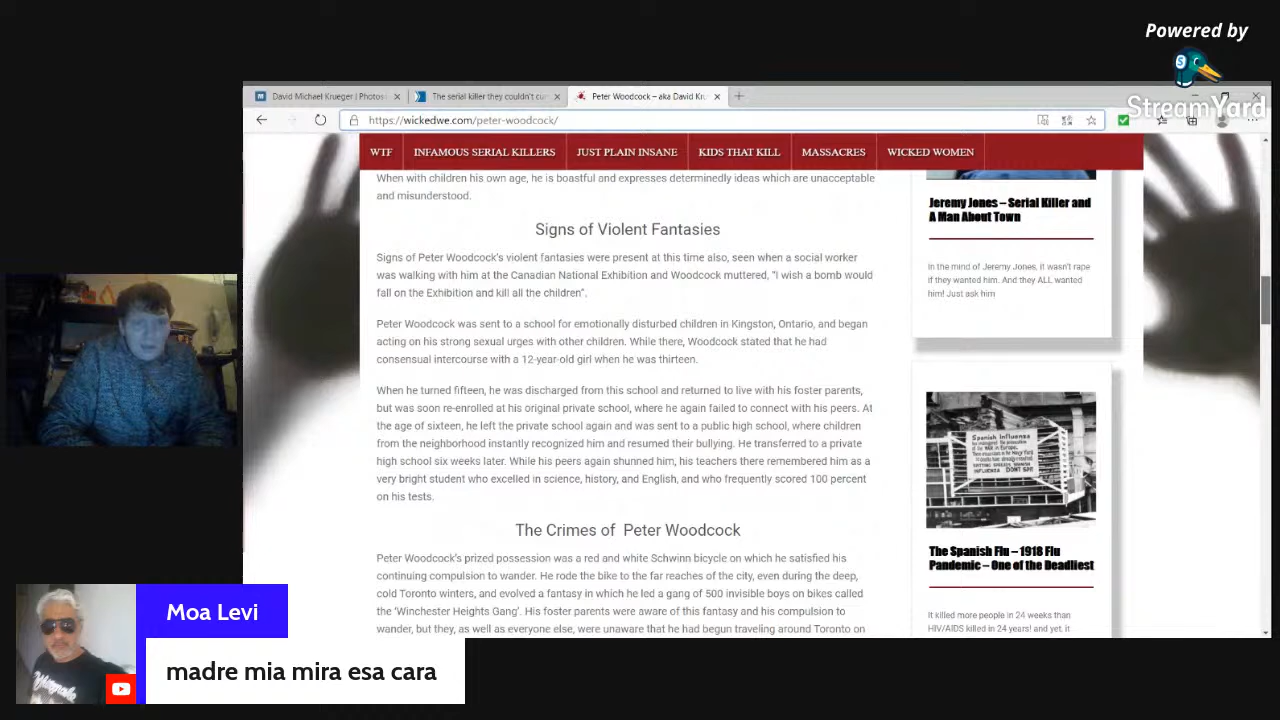 Powered by
StreamYard
David Michael Krueger | Photos
The serial killer they couldn't cur
Peter Woodcock – aka David Kru
https://wickedwe.com/peter-woodcock/
WTF
INFAMOUS SERIAL KILLERS
JUST PLAIN INSANE
KIDS THAT KILL
MASSACRES
WICKED WOMEN
When with children his own age, he is boastful and expresses determinedly ideas which are unacceptable
and misunderstood.
Signs of Violent Fantasies
Signs of Peter Woodcock's violent fantasies were present at this time also, seen when a social worker
was walking with him at the Canadian National Exhibition and Woodcock muttered, "I wish a bomb would
fall on the Exhibition and kill all the children".
Peter Woodcock was sent to a school for emotionally disturbed children in Kingston, Ontario, and began
acting on his strong sexual urges with other children. While there, Woodcock stated that he had
consensual intercourse with a 12-year-old girl when he was thirteen.
When he turned fifteen, he was discharged from this school and returned to live with his foster parents,
but was soon re-enrolled at his original private school, where he again failed to connect with his peers. At
the age of sixteen, he left the private school again and was sent to a public high school, where children
from the neighborhood instantly recognized him and resumed their bullying. He transferred to a private
high school six weeks later. While his peers again shunned him, his teachers there remembered him as a
very bright student who excelled in science, history, and English, and who frequently scored 100 percent
on his tests.
The Crimes of Peter Woodcock
Peter Woodcock's prized possession was a red and white Schwinn bicycle on which he satisfied his
continuing compulsion to wander. He rode the bike to the far reaches of the city, even during the deep,
cold Toronto winters, and evolved a fantasy in which he led a gang of 500 invisible boys on bikes called
the 'Winchester Heights Gang'. His foster parents were aware of this fantasy and his compulsion to
wander, but they, as well as everyone else, were unaware that he had begun traveling around Toronto on
Jeremy Jones – Serial Killer and
A Man About Town
In the mind of Jeremy Jones, it wasn't rape
if they wanted him. And they ALL wanted
him! Just ask him
Spanish Influenza
The Spanish Flu – 1918 Flu
Pandemic – One of the Deadliest
It killed more people in 24 weeks than
HIV/AIDS killed in 24 years! and yet, it
Moa Levi
madre mia mira esa cara